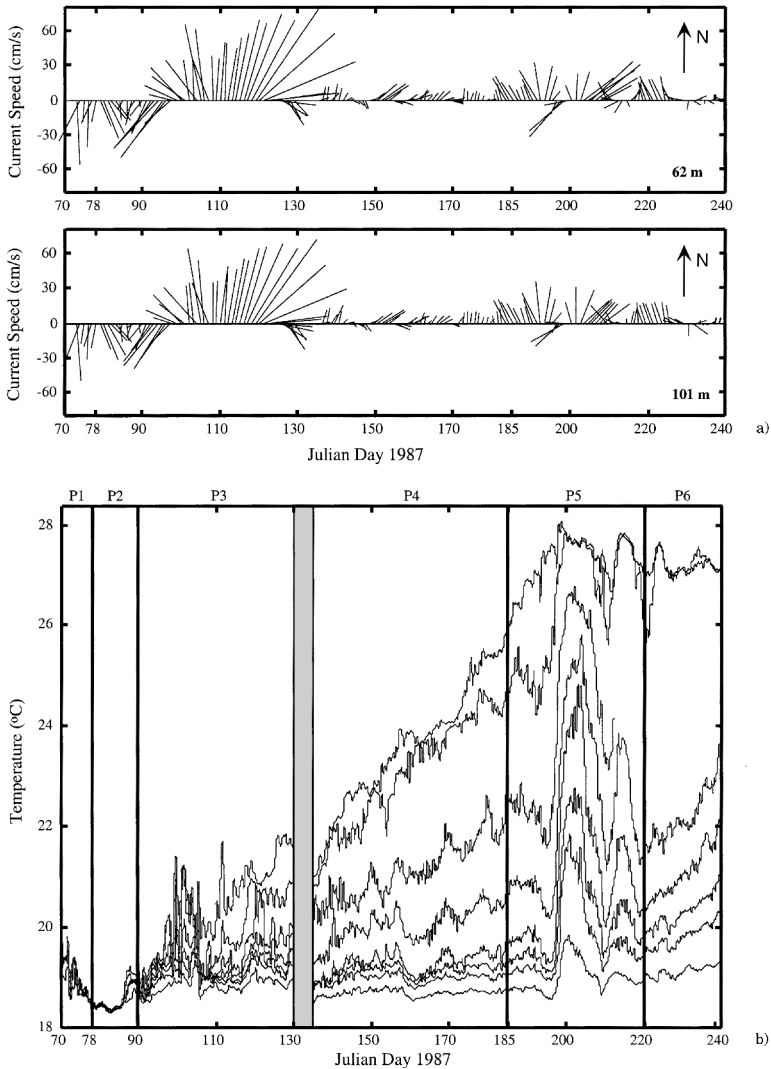 Current Speed (cm/s)
60
30
0
-30
-60
N
62 m
70 78 90 110 130 150 170 185 200 220 240
Current Speed (cm/s)
60
30
0
-30
-60
N
101 m
70 78 90 110 130 150 170 185 200 220 240
Julian Day 1987
a)
P1 P2 P3 P4 P5 P6
Temperature (ºC)
28
26
24
22
20
18
70 78 90 110 130 150 170 185 200 220 240
Julian Day 1987
b)